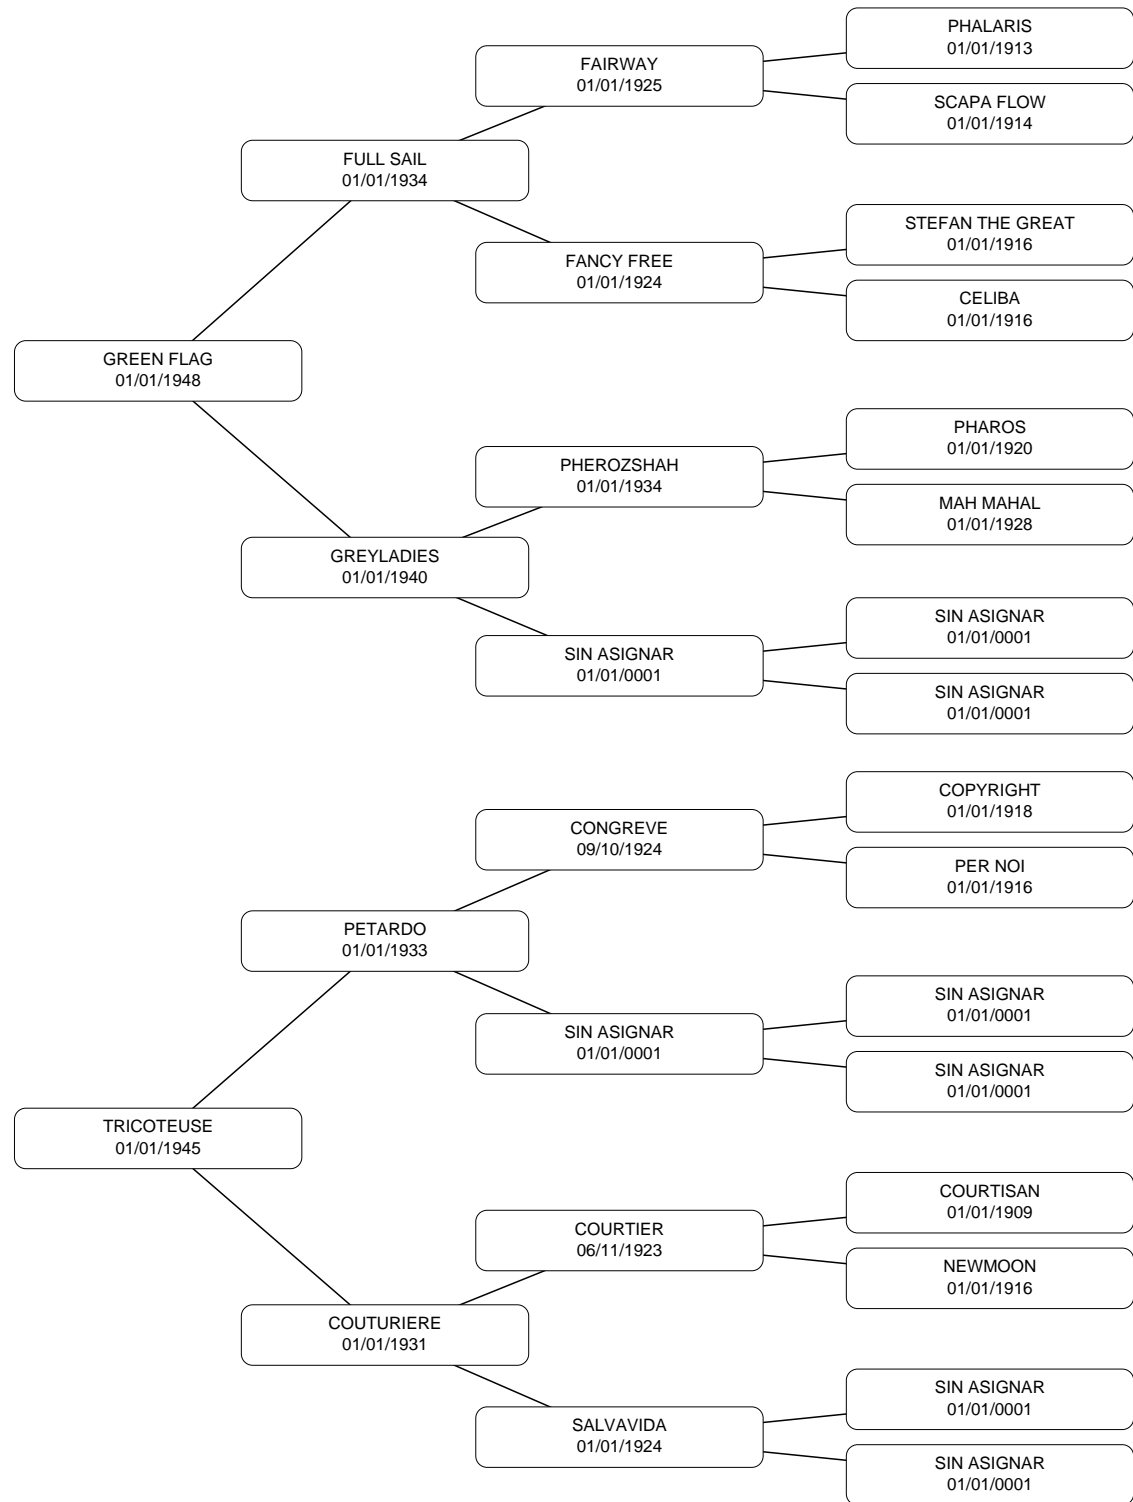 PHALARIS
01/01/1913
FAIRWAY
01/01/1925
SCAPA FLOW
01/01/1914
FULL SAIL
01/01/1934
STEFAN THE GREAT
01/01/1916
FANCY FREE
01/01/1924
CELIBA
01/01/1916
GREEN FLAG
01/01/1948
PHAROS
01/01/1920
PHEROZSHAH
01/01/1934
MAH MAHAL
01/01/1928
GREYLADIES
01/01/1940
SIN ASIGNAR
01/01/0001
SIN ASIGNAR
01/01/0001
SIN ASIGNAR
01/01/0001
COPYRIGHT
01/01/1918
CONGREVE
09/10/1924
PER NOI
01/01/1916
PETARDO
01/01/1933
SIN ASIGNAR
01/01/0001
SIN ASIGNAR
01/01/0001
SIN ASIGNAR
01/01/0001
TRICOTEUSE
01/01/1945
COURTISAN
01/01/1909
COURTIER
06/11/1923
NEWMOON
01/01/1916
COUTURIERE
01/01/1931
SIN ASIGNAR
01/01/0001
SALVAVIDA
01/01/1924
SIN ASIGNAR
01/01/0001